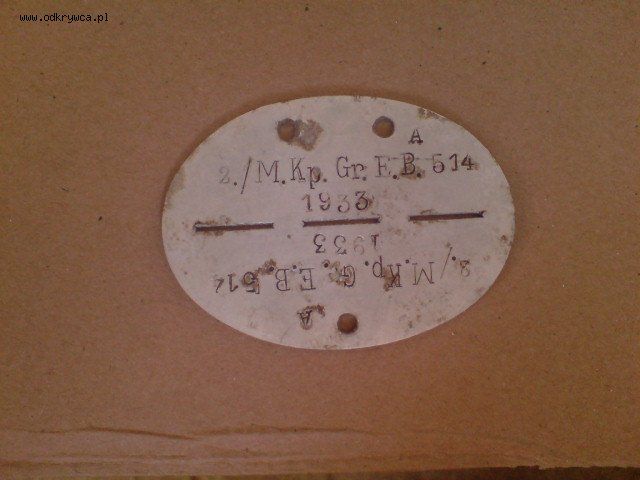 www.odkrywca.pl
A
2./M.Kp. Gr. E.B. 514
1933
1933
2./M.Kp. Gr. E.B. 514
A